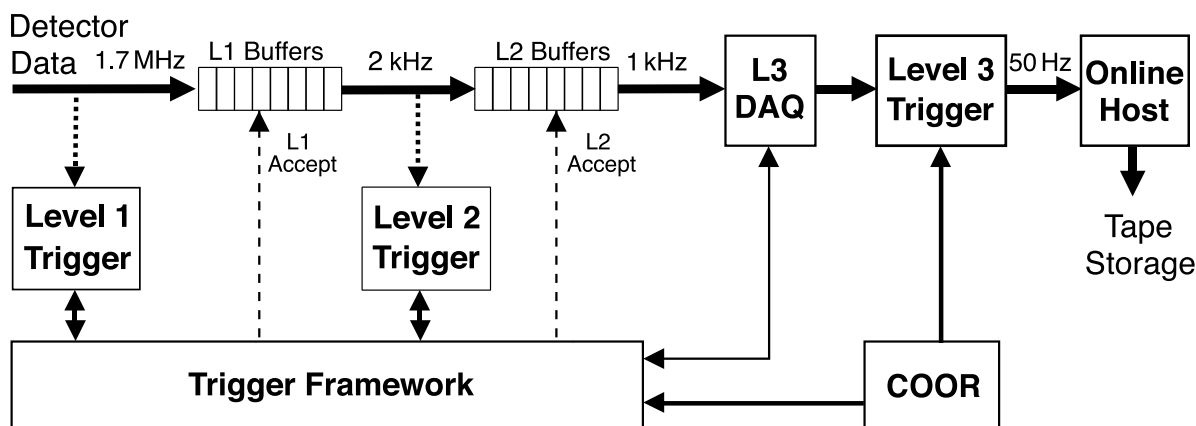 Detector
Data
1.7 MHz
L1 Buffers
2 kHz
L2 Buffers
1 kHz
L3
DAQ
Level 3
Trigger
50 Hz
Online
Host
L1
Accept
L2
Accept
Level 1
Trigger
Level 2
Trigger
Tape
Storage
Trigger Framework
COOR